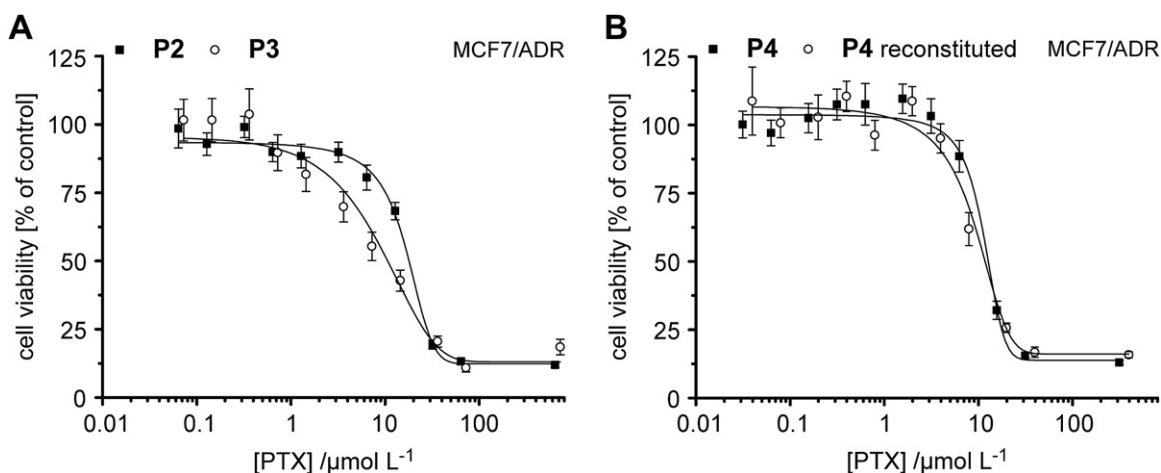 A
P2 P3 MCF7/ADR
125
100
75
50
25
0
cell viability [% of control]
0.01 0.1 1 10 100
[PTX] /µmol L-1
B
P4 P4 reconstituted MCF7/ADR
125
100
75
50
25
0
cell viability [% of control]
0.01 0.1 1 10 100
[PTX] /µmol L-1